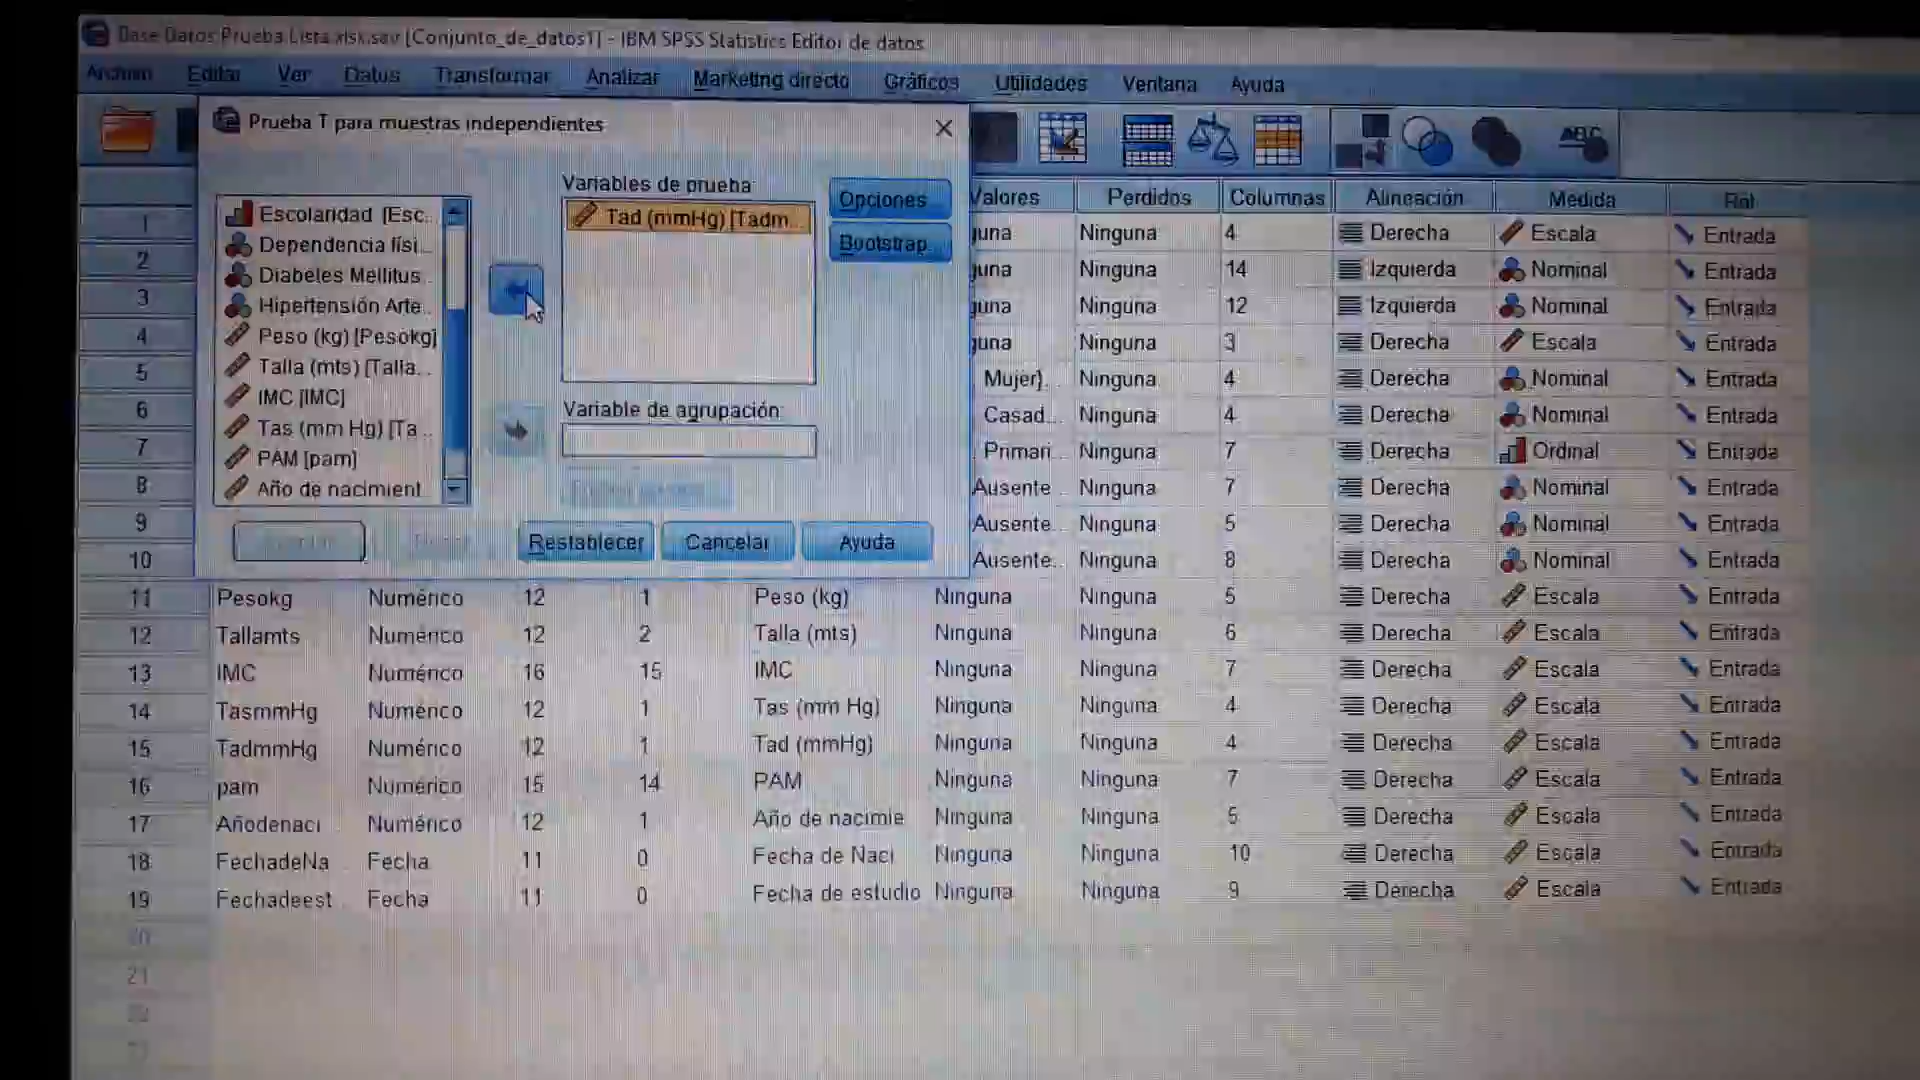 Base Datos Prueba Lista.xlsx.sav [Conjunto_de_datos1] - IBM SPSS Statistics Editor de datos
Archivo Editar Ver Datos Transformar Analizar Marketing directo Gráficos Utilidades Ventana Ayuda
Prueba T para muestras independientes
Variables de prueba:
Tad (mmHg) [Tadm...
Opciones...
Bootstrap...
Escolaridad [Esc...
Dependencia físi...
Diabetes Mellitus...
Hipertensión Arte...
Peso (kg) [Pesokg]
Talla (mts) [Talla...
IMC [IMC]
Tas (mm Hg) [Ta...
PAM [pam]
Año de nacimient...
Variable de agrupación:
Restablecer Cancelar Ayuda
Valores Perdidos Columnas Alineación Medida Rol
1 guna Ninguna 4 Derecha Escala Entrada
2 guna Ninguna 14 Izquierda Nominal Entrada
3 guna Ninguna 12 Izquierda Nominal Entrada
4 guna Ninguna 3 Derecha Escala Entrada
5 Mujer}... Ninguna 4 Derecha Nominal Entrada
6 Casad... Ninguna 4 Derecha Nominal Entrada
7 Primari... Ninguna 7 Derecha Ordinal Entrada
8 Ausente... Ninguna 7 Derecha Nominal Entrada
9 Ausente... Ninguna 5 Derecha Nominal Entrada
10 Ausente... Ninguna 8 Derecha Nominal Entrada
11 Pesokg Numérico 12 1 Peso (kg) Ninguna Ninguna 5 Derecha Escala Entrada
12 Tallamts Numérico 12 2 Talla (mts) Ninguna Ninguna 6 Derecha Escala Entrada
13 IMC Numérico 16 15 IMC Ninguna Ninguna 7 Derecha Escala Entrada
14 TasmmHg Numérico 12 1 Tas (mm Hg) Ninguna Ninguna 4 Derecha Escala Entrada
15 TadmmHg Numérico 12 1 Tad (mmHg) Ninguna Ninguna 4 Derecha Escala Entrada
16 pam Numérico 15 14 PAM Ninguna Ninguna 7 Derecha Escala Entrada
17 Añodenaci... Numérico 12 1 Año de nacimie... Ninguna Ninguna 5 Derecha Escala Entrada
18 FechadeNa... Fecha 11 0 Fecha de Naci... Ninguna Ninguna 10 Derecha Escala Entrada
19 Fechadeest... Fecha 11 0 Fecha de estudio Ninguna Ninguna 9 Derecha Escala Entrada
20
21